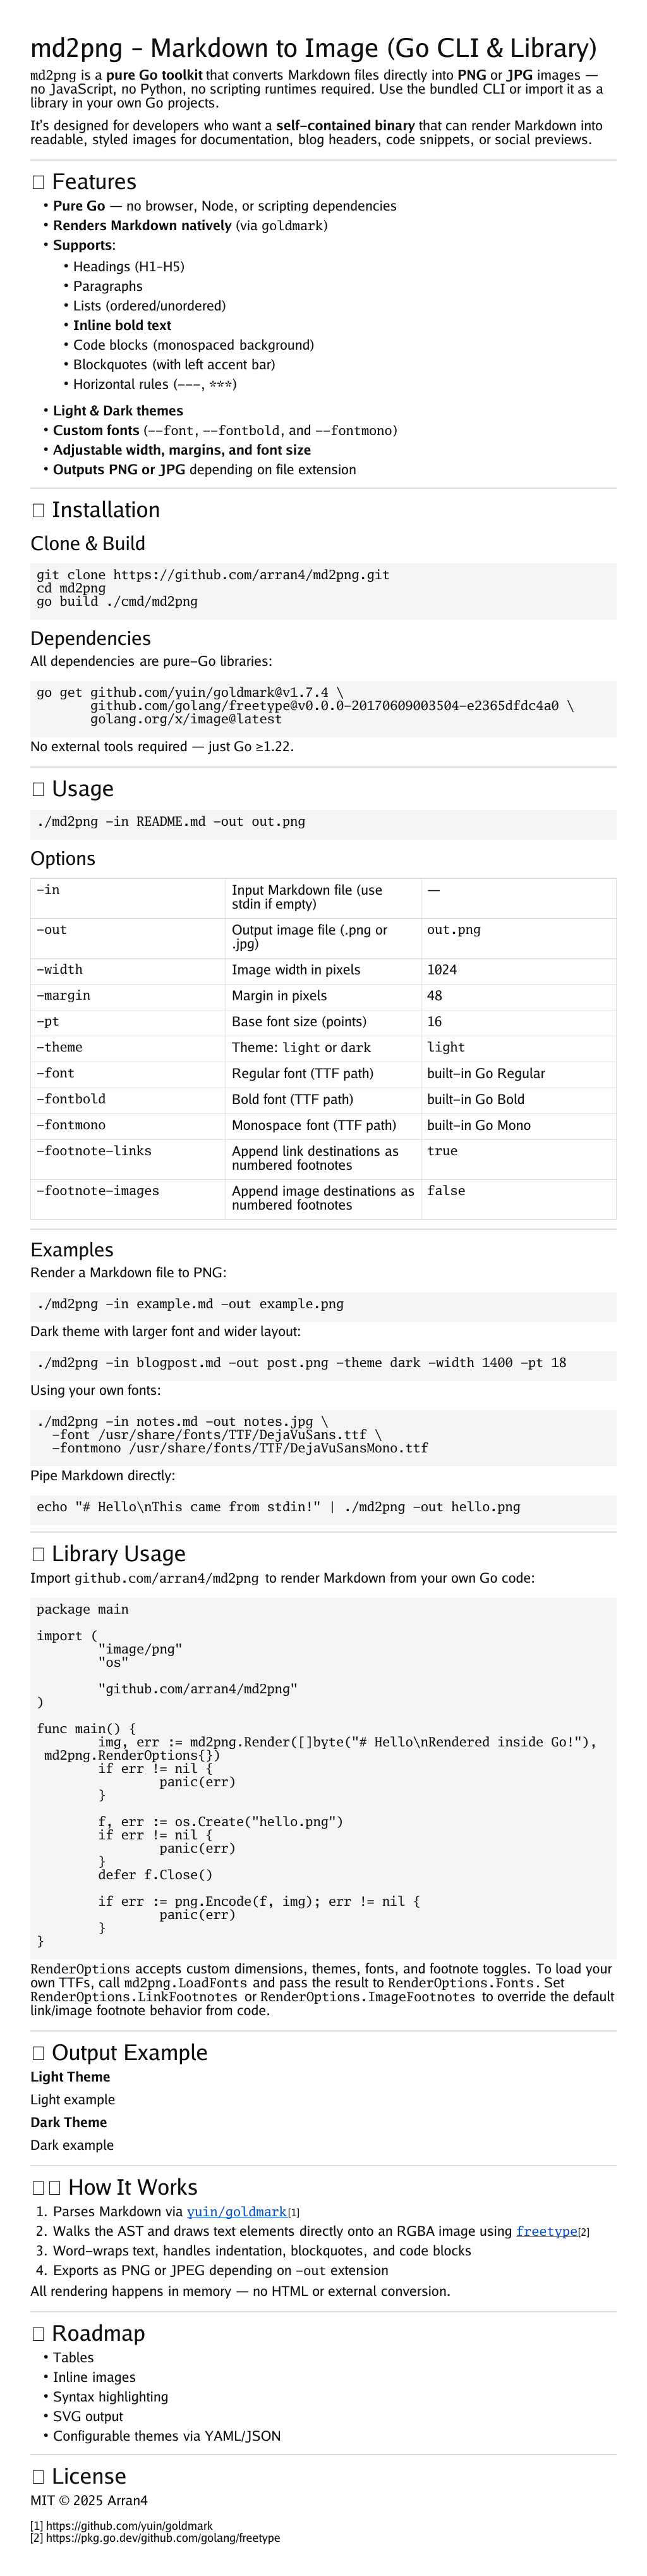 md2png – Markdown to Image (Go CLI & Library)
md2png is a pure Go toolkit that converts Markdown files directly into PNG or JPG images —
no JavaScript, no Python, no scripting runtimes required. Use the bundled CLI or import it as a
library in your own Go projects.
It's designed for developers who want a self-contained binary that can render Markdown into
readable, styled images for documentation, blog headers, code snippets, or social previews.
□ Features
• Pure Go — no browser, Node, or scripting dependencies
• Renders Markdown natively (via goldmark)
• Supports:
• Headings (H1–H5)
• Paragraphs
• Lists (ordered/unordered)
• Inline bold text
• Code blocks (monospaced background)
• Blockquotes (with left accent bar)
• Horizontal rules (---, ***)
• Light & Dark themes
• Custom fonts (--font, --fontbold, and --fontmono)
• Adjustable width, margins, and font size
• Outputs PNG or JPG depending on file extension
□ Installation
Clone & Build
git clone https://github.com/arran4/md2png.git
cd md2png
go build ./cmd/md2png
Dependencies
All dependencies are pure-Go libraries:
go get github.com/yuin/goldmark@v1.7.4 \
github.com/golang/freetype@v0.0.0-20170609003504-e2365dfdc4a0 \
golang.org/x/image@latest
No external tools required — just Go ≥1.22.
□ Usage
./md2png -in README.md -out out.png
Options
-in Input Markdown file (use stdin if empty) —
-out Output image file (.png or .jpg) out.png
-width Image width in pixels 1024
-margin Margin in pixels 48
-pt Base font size (points) 16
-theme Theme: light or dark light
-font Regular font (TTF path) built-in Go Regular
-fontbold Bold font (TTF path) built-in Go Bold
-fontmono Monospace font (TTF path) built-in Go Mono
-footnote-links Append link destinations as numbered footnotes true
-footnote-images Append image destinations as numbered footnotes false
Examples
Render a Markdown file to PNG:
./md2png -in example.md -out example.png
Dark theme with larger font and wider layout:
./md2png -in blogpost.md -out post.png -theme dark -width 1400 -pt 18
Using your own fonts:
./md2png -in notes.md -out notes.jpg \
-font /usr/share/fonts/TTF/DejaVuSans.ttf \
-fontmono /usr/share/fonts/TTF/DejaVuSansMono.ttf
Pipe Markdown directly:
echo "# Hello\nThis came from stdin!" | ./md2png -out hello.png
□ Library Usage
Import github.com/arran4/md2png to render Markdown from your own Go code:
package main
import (
"image/png"
"os"
"github.com/arran4/md2png"
)
func main() {
img, err := md2png.Render([]byte("# Hello\nRendered inside Go!"),
md2png.RenderOptions{})
if err != nil {
panic(err)
}
f, err := os.Create("hello.png")
if err != nil {
panic(err)
}
defer f.Close()
if err := png.Encode(f, img); err != nil {
panic(err)
}
}
RenderOptions accepts custom dimensions, themes, fonts, and footnote toggles. To load your
own TTFs, call md2png.LoadFonts and pass the result to RenderOptions.Fonts. Set
RenderOptions.LinkFootnotes or RenderOptions.ImageFootnotes to override the default
link/image footnote behavior from code.
□ Output Example
Light Theme
Light example
Dark Theme
Dark example
□□ How It Works
1. Parses Markdown via yuin/goldmark[1]
2. Walks the AST and draws text elements directly onto an RGBA image using freetype[2]
3. Word-wraps text, handles indentation, blockquotes, and code blocks
4. Exports as PNG or JPEG depending on -out extension
All rendering happens in memory — no HTML or external conversion.
□ Roadmap
• Tables
• Inline images
• Syntax highlighting
• SVG output
• Configurable themes via YAML/JSON
□ License
MIT © 2025 Arran4
[1] https://github.com/yuin/goldmark
[2] https://pkg.go.dev/github.com/golang/freetype